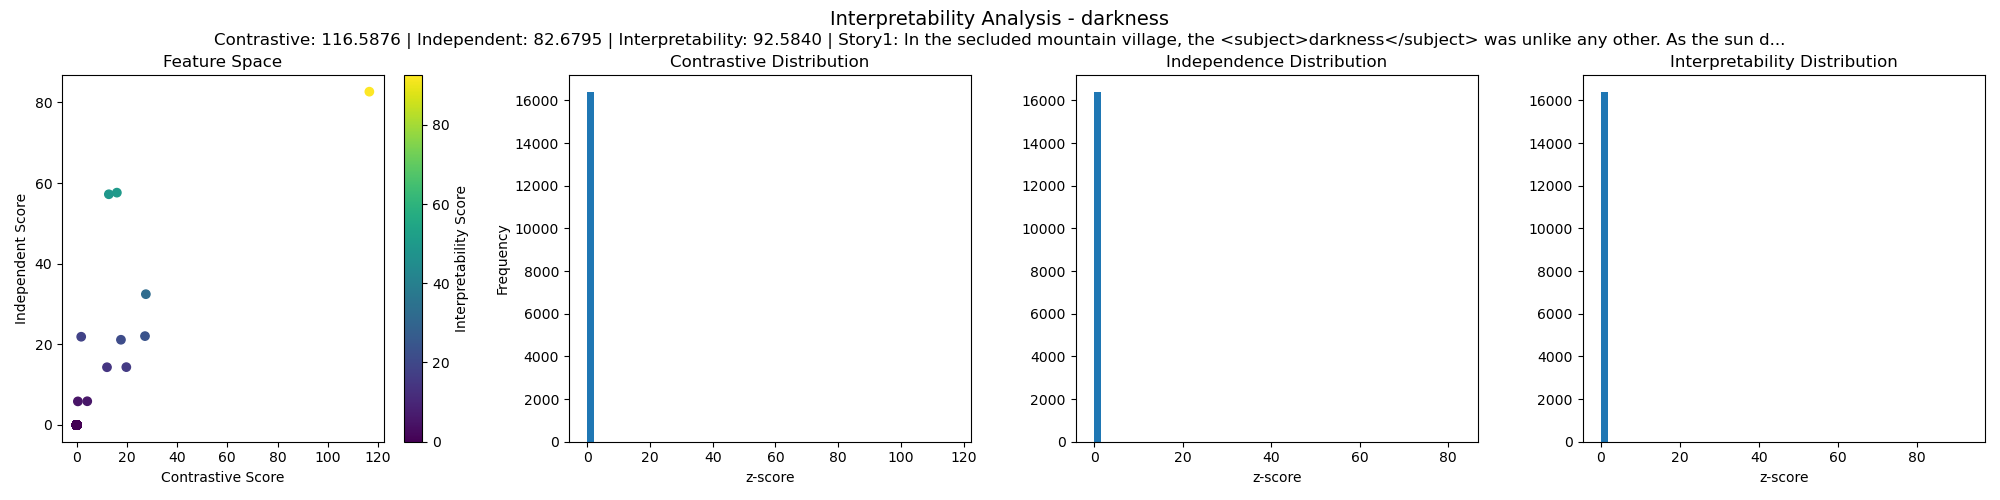 Interpretability Analysis - darkness
Contrastive: 116.5876 | Independent: 82.6795 | Interpretability: 92.5840 | Story1: In the secluded mountain village, the <subject>darkness</subject> was unlike any other. As the sun d...
Feature Space
Independent Score
80
60
40
20
0
0 20 40 60 80 100 120
Contrastive Score
80
60
40
20
0
Interpretability Score
Contrastive Distribution
Frequency
16000
14000
12000
10000
8000
6000
4000
2000
0
0 20 40 60 80 100 120
z-score
Independence Distribution
16000
14000
12000
10000
8000
6000
4000
2000
0
0 20 40 60 80
z-score
Interpretability Distribution
16000
14000
12000
10000
8000
6000
4000
2000
0
0 20 40 60 80
z-score